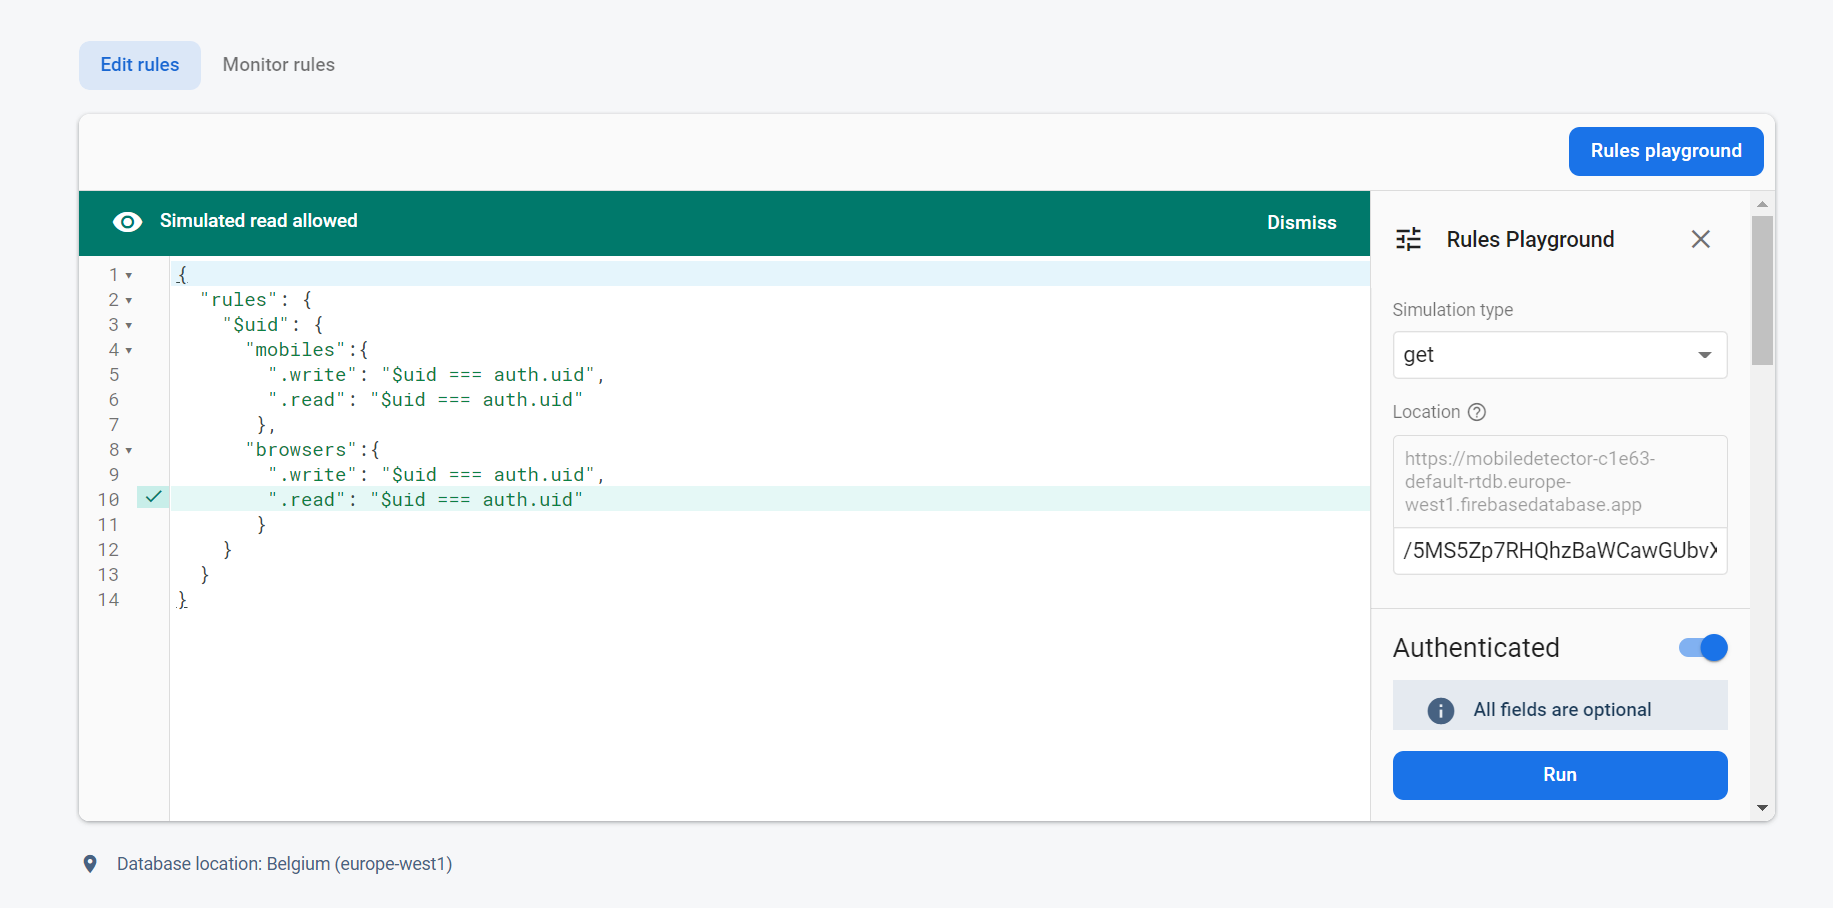 Edit rules
Monitor rules
Rules playground
Simulated read allowed
Dismiss
1 {
2 "rules": {
3 "$uid": {
4 "mobiles":{
5 ".write": "$uid === auth.uid",
6 ".read": "$uid === auth.uid"
7 },
8 "browsers":{
9 ".write": "$uid === auth.uid",
10 ".read": "$uid === auth.uid"
11 }
12 }
13 }
14 }
Rules Playground
Simulation type
get
Location
https://mobiledetector-c1e63-
default-rtdb.europe-
west1.firebasedatabase.app
/5MS5Zp7RHQhzBaWCawGUbvX
Authenticated
All fields are optional
Run
Database location: Belgium (europe-west1)